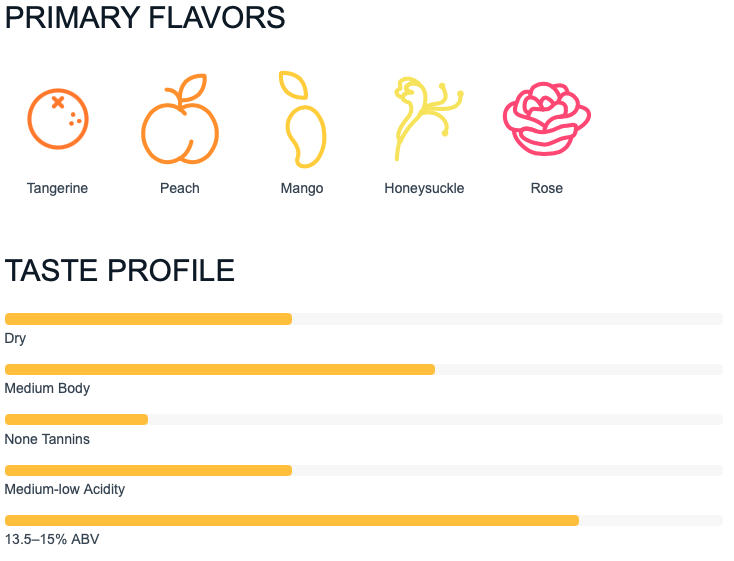 PRIMARY FLAVORS
Tangerine Peach Mango Honeysuckle Rose
TASTE PROFILE
Dry
Medium Body
None Tannins
Medium-low Acidity
13.5–15% ABV